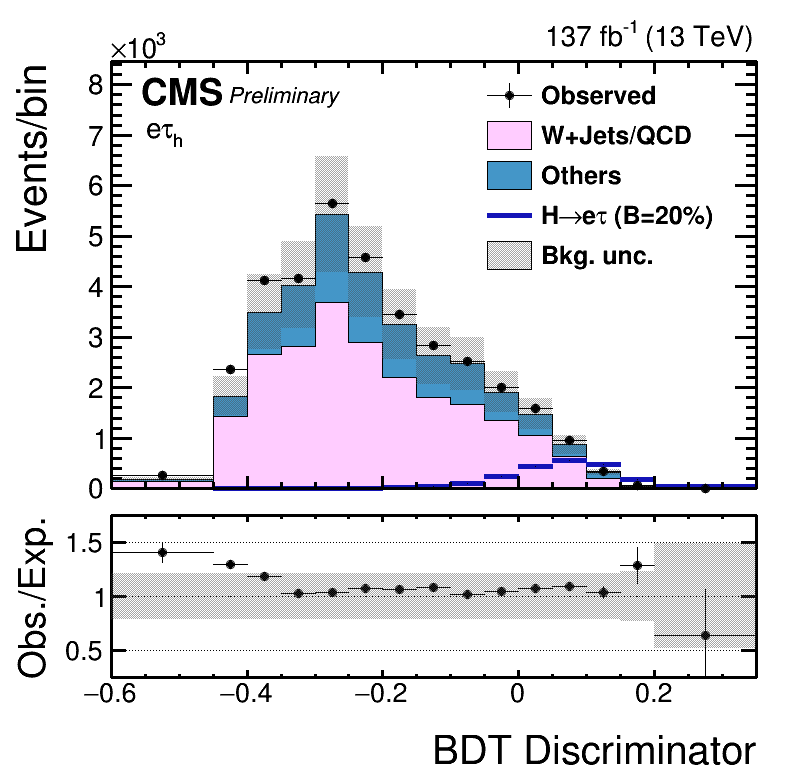 ×10³
137 fb⁻¹ (13 TeV)
CMS Preliminary
eτₕ
Observed
W+Jets/QCD
Others
H→eτ (B=20%)
Bkg. unc.
Events/bin
8
7
6
5
4
3
2
1
0
Obs./Exp.
1.5
1
0.5
−0.6
−0.4
−0.2
0
0.2
BDT Discriminator